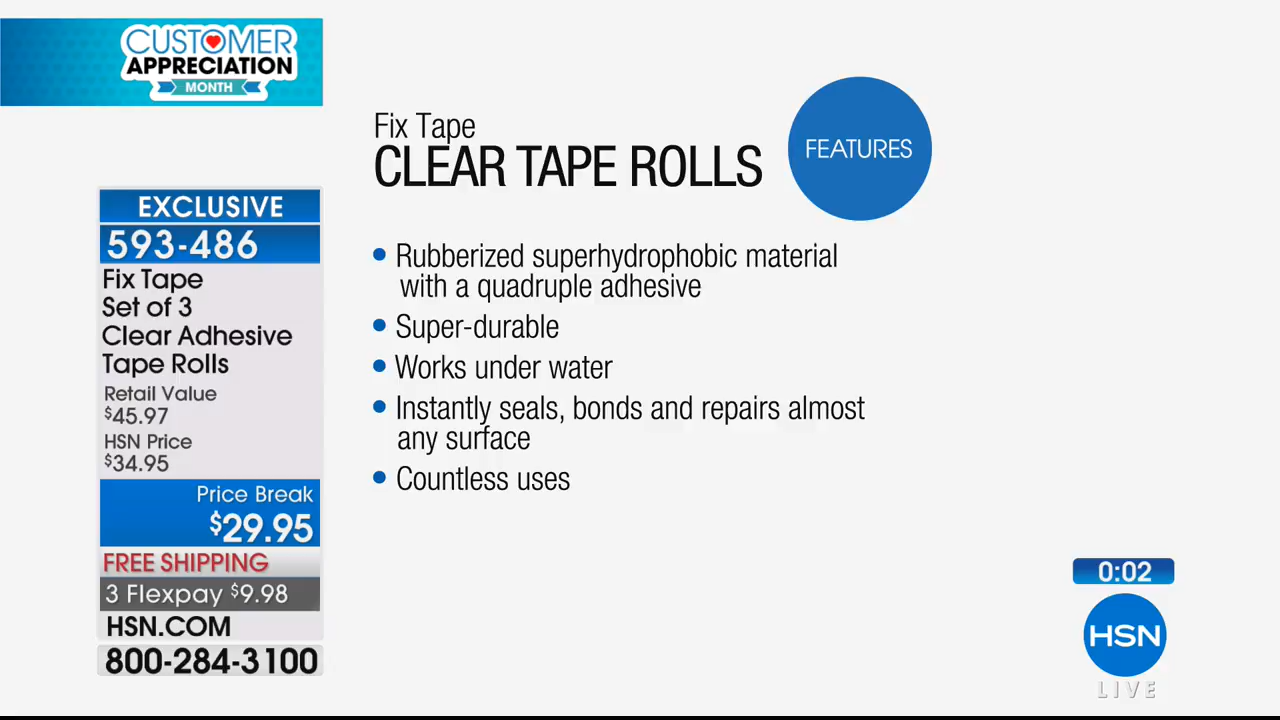 CUSTOMER
APPRECIATION
MONTH
Fix Tape
CLEAR TAPE ROLLS
FEATURES
• Rubberized superhydrophobic material
with a quadruple adhesive
• Super-durable
• Works under water
• Instantly seals, bonds and repairs almost
any surface
• Countless uses
EXCLUSIVE
593-486
Fix Tape
Set of 3
Clear Adhesive
Tape Rolls
Retail Value
$45.97
HSN Price
$34.95
Price Break
$29.95
FREE SHIPPING
3 Flexpay $9.98
HSN.COM
800-284-3100
0:02
HSN
LIVE